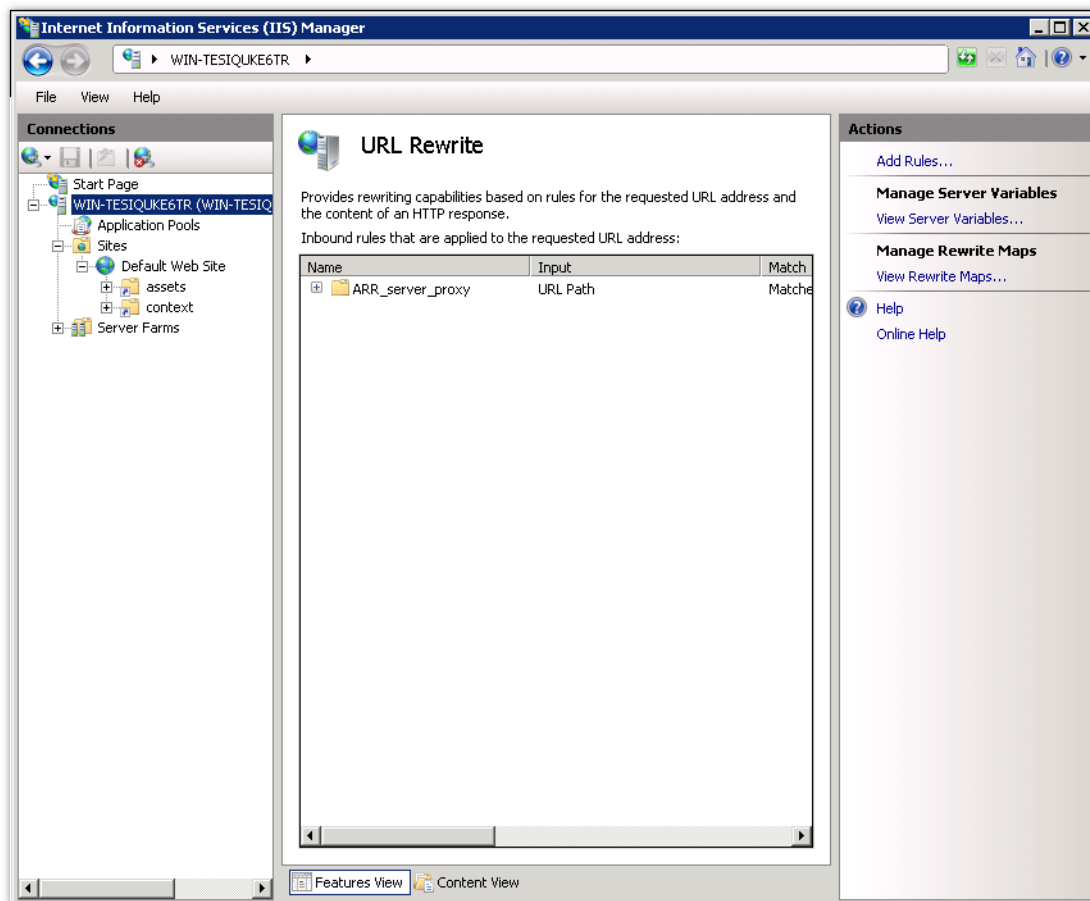 Internet Information Services (IIS) Manager
WIN-TESIQUKE6TR
File View Help
Connections
Start Page
WIN-TESIQUKE6TR (WIN-TESIQ
Application Pools
Sites
Default Web Site
assets
context
Server Farms
URL Rewrite
Provides rewriting capabilities based on rules for the requested URL address and
the content of an HTTP response.
Inbound rules that are applied to the requested URL address:
Name Input Match
ARR_server_proxy URL Path Matche
Features View Content View
Actions
Add Rules...
Manage Server Variables
View Server Variables...
Manage Rewrite Maps
View Rewrite Maps...
Help
Online Help